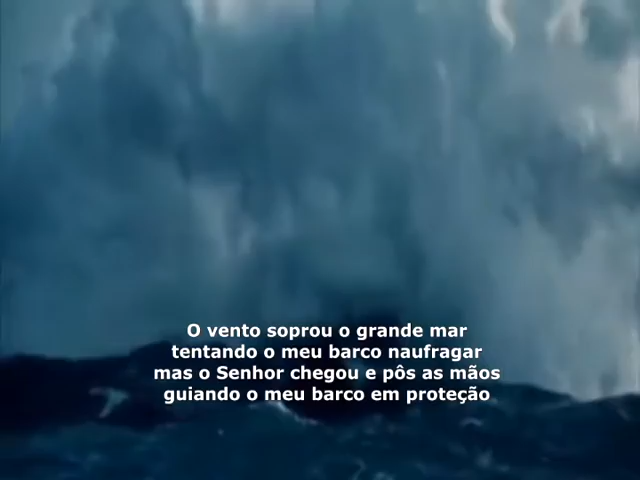 O vento soprou o grande mar
tentando o meu barco naufragar
mas o Senhor chegou e pôs as mãos
guiando o meu barco em proteção